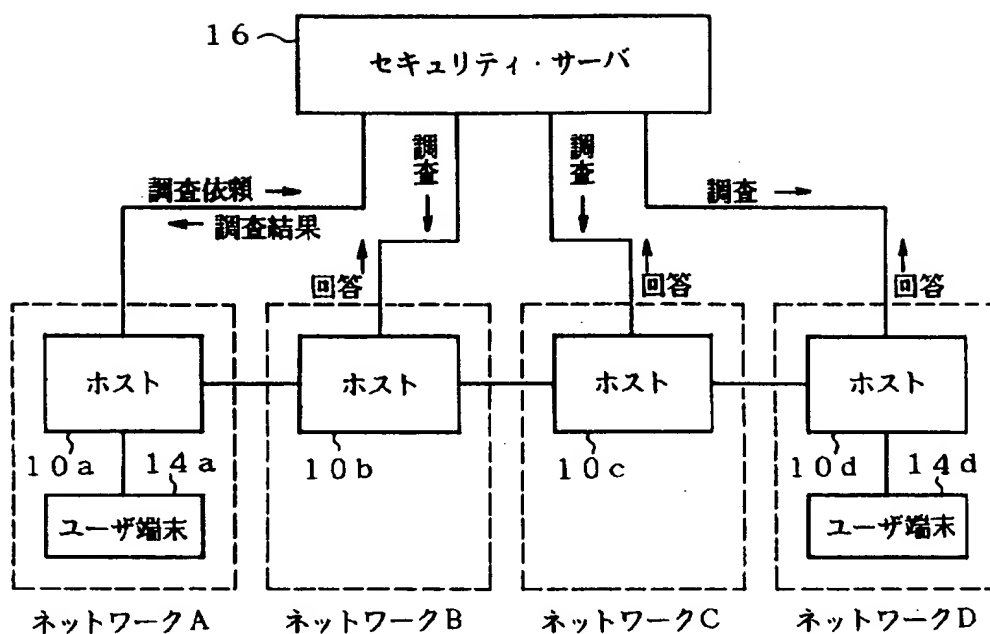 16
セキュリティ・サーバ
調査
調査
調査依頼 →
← 調査結果
調査 →
回答
回答
回答
ホスト
ホスト
ホスト
ホスト
10a
14a
10b
10c
10d
14d
ユーザ端末
ユーザ端末
ネットワークA
ネットワークB
ネットワークC
ネットワークD